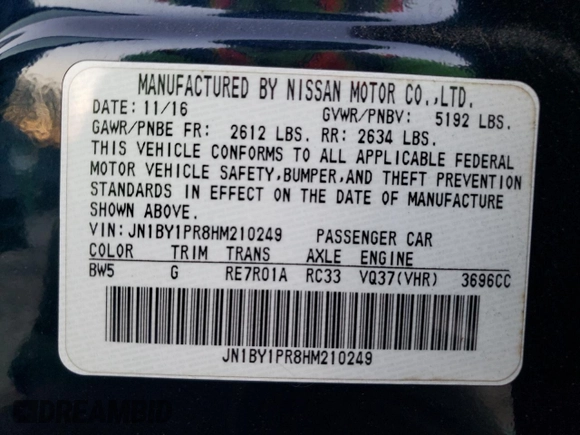 MANUFACTURED BY NISSAN MOTOR CO.,LTD.
DATE: 11/16 GVWR/PNBV: 5192 LBS.
GAWR/PNBE FR: 2612 LBS. RR: 2634 LBS.
THIS VEHICLE CONFORMS TO ALL APPLICABLE FEDERAL
MOTOR VEHICLE SAFETY,BUMPER,AND THEFT PREVENTION
STANDARDS IN EFFECT ON THE DATE OF MANUFACTURE
SHOWN ABOVE.
VIN: JN1BY1PR8HM210249 PASSENGER CAR
COLOR TRIM TRANS AXLE ENGINE
BW5 G RE7R01A RC33 VQ37(VHR) 3696CC
JN1BY1PR8HM210249
DREAMBID